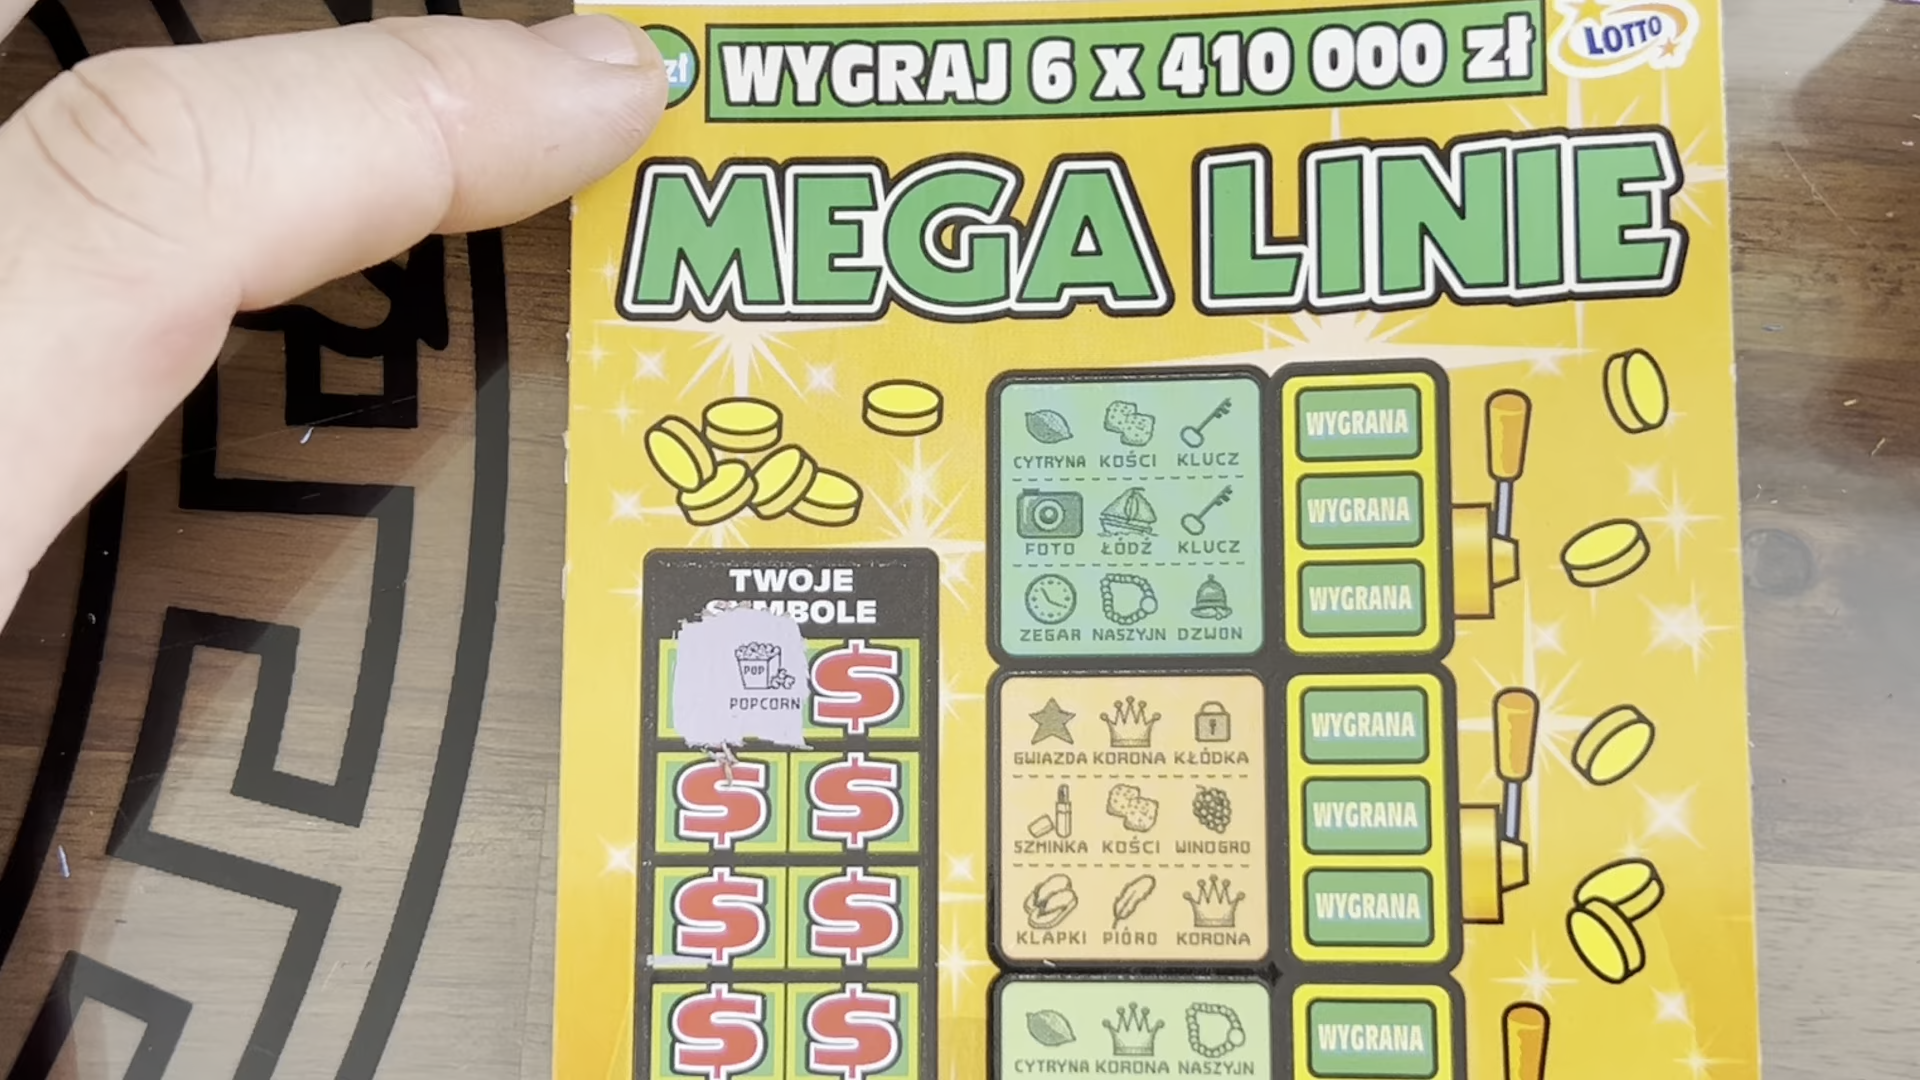 zł
WYGRAJ 6 x 410 000 zł
LOTTO
MEGA LINIE
CYTRYNA KOŚCI KLUCZ
WYGRANA
FOTO ŁÓDŹ KLUCZ
WYGRANA
ZEGAR NASZYJN DZWON
WYGRANA
TWOJE
SYMBOLE
POP
POPCORN
$
$ $
$ $
$ $
GWIAZDA KORONA KŁÓDKA
WYGRANA
SZMINKA KOŚCI WINOGRO
WYGRANA
KLAPKI PIÓRO KORONA
WYGRANA
CYTRYNA KORONA NASZYJN
WYGRANA